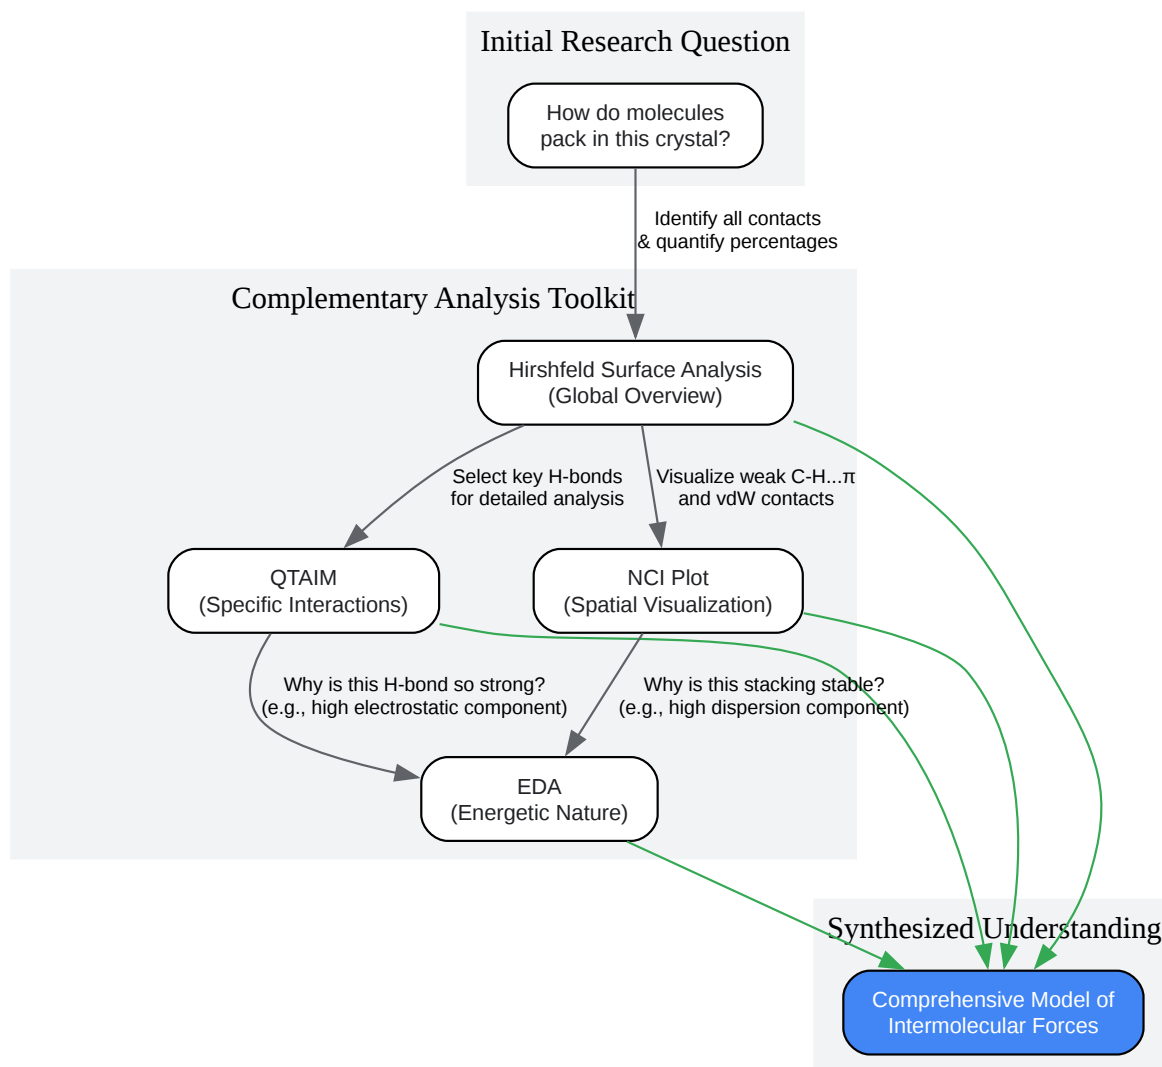 Initial Research Question
How do molecules
pack in this crystal?
Identify all contacts
& quantify percentages
Complementary Analysis Toolkit
Hirshfeld Surface Analysis
(Global Overview)
Select key H-bonds
for detailed analysis
Visualize weak C-H...π
and vdW contacts
QTAIM
(Specific Interactions)
NCI Plot
(Spatial Visualization)
Why is this H-bond so strong?
(e.g., high electrostatic component)
Why is this stacking stable?
(e.g., high dispersion component)
EDA
(Energetic Nature)
Synthesized Understanding
Comprehensive Model of
Intermolecular Forces